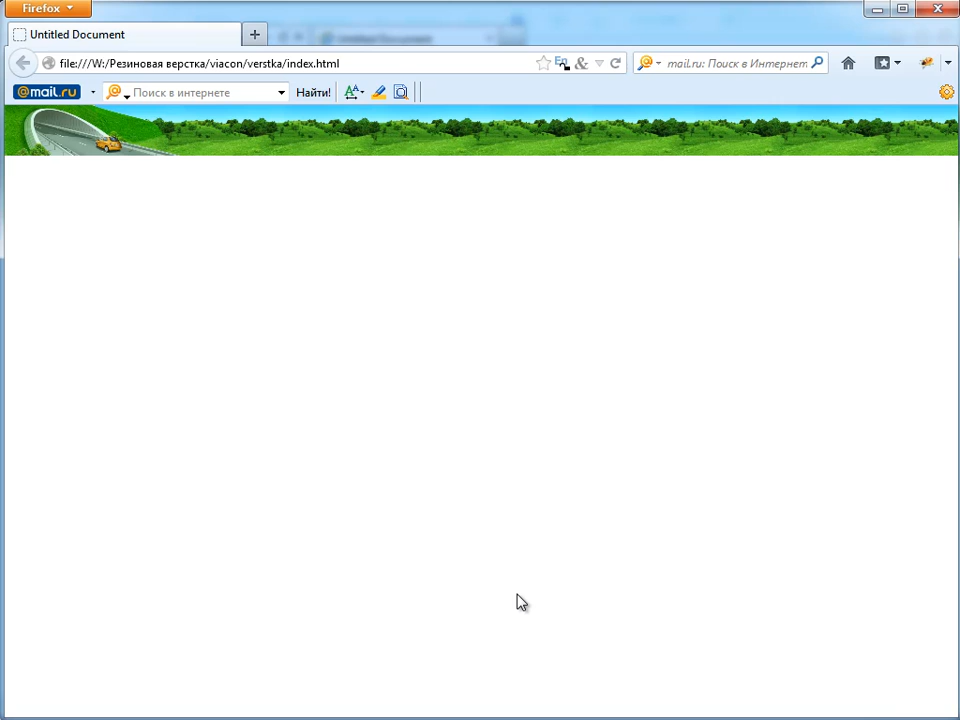 Firefox
Untitled Document
file:///W:/Резиновая верстка/viacon/verstka/index.html
mail.ru: Поиск в Интернет
@mail.ru
Поиск в интернете
Найти!